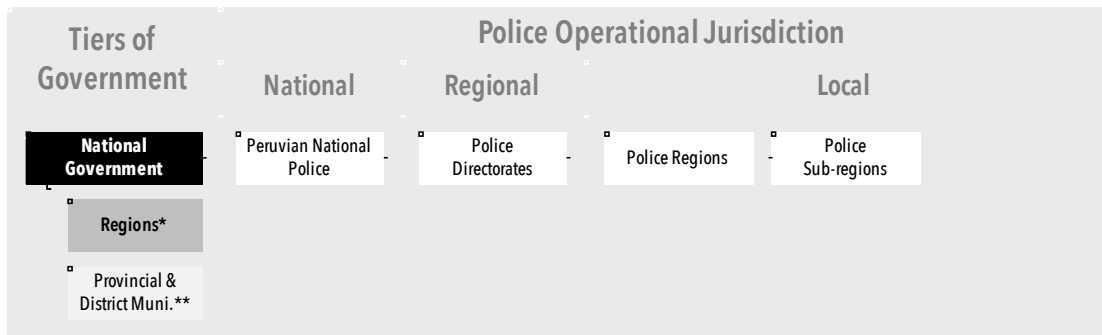 Tiers of
Government
Police Operational Jurisdiction
National
Regional
Local
National
Government
Peruvian National
Police
Police
Directorates
Police Regions
Police
Sub-regions
Regions*
Provincial &
District Muni.**